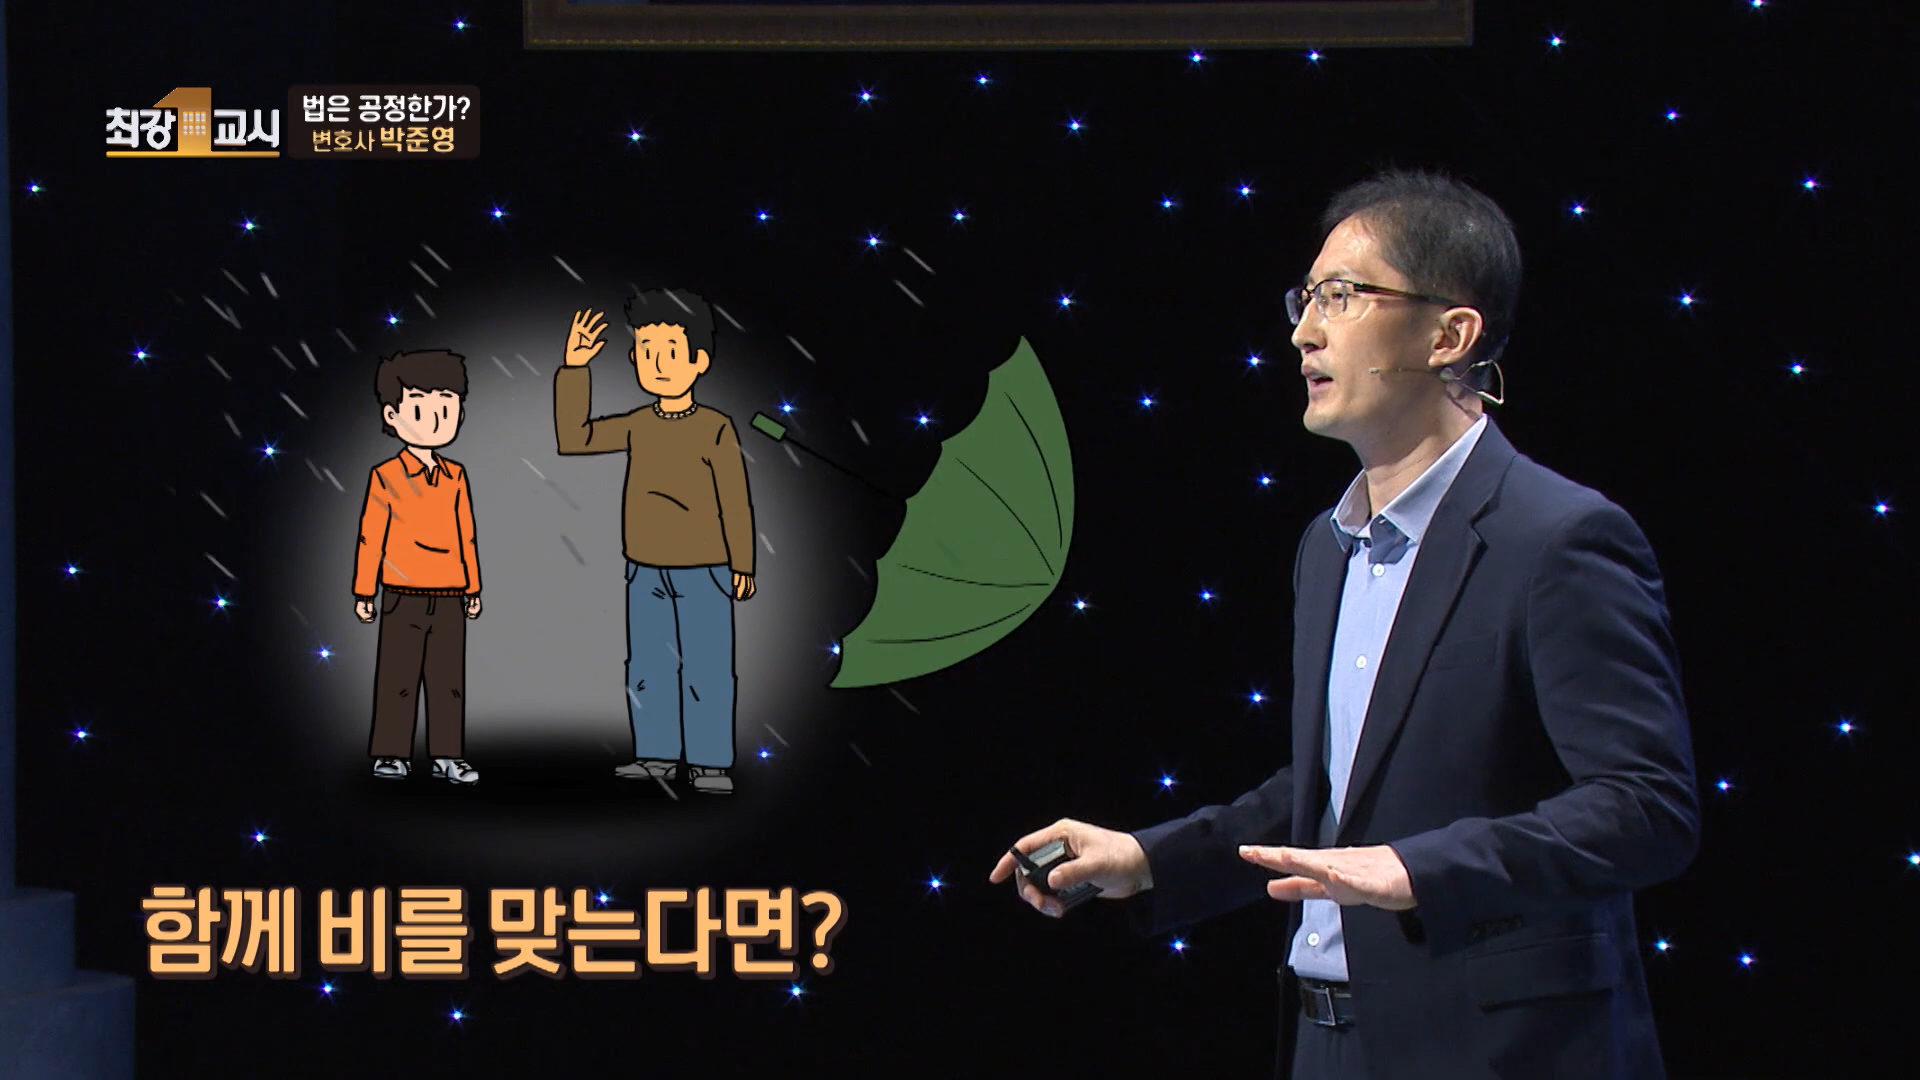 최강1교시
법은 공정한가?
변호사 박준영
함께 비를 맞는다면?